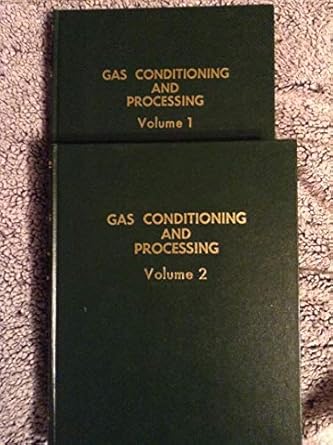 GAS CONDITIONING
AND
PROCESSING
Volume 1
GAS CONDITIONING
AND
PROCESSING
Volume 2